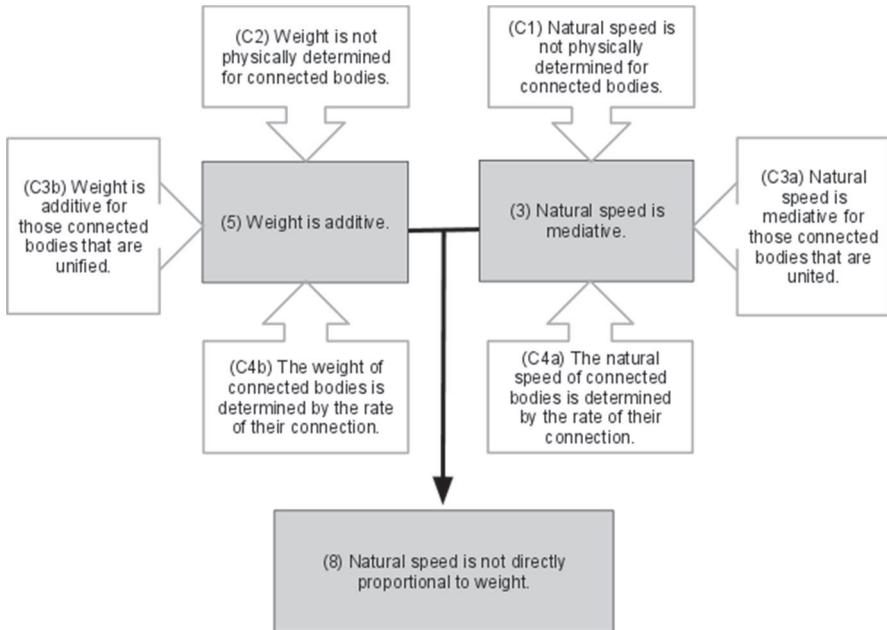 (C2) Weight is not
physically determined
for connected bodies.
(C1) Natural speed is
not physically
determined for
connected bodies.
(C3b) Weight is
additive for
those connected
bodies that are
unified.
(5) Weight is additive.
(3) Natural speed is
mediative.
(C3a) Natural
speed is
mediative for
those connected
bodies that are
united.
(C4b) The weight of
connected bodies is
determined by the rate
of their connection.
(C4a) The natural
speed of connected
bodies is determined
by the rate of their
connection.
(8) Natural speed is not directly
proportional to weight.